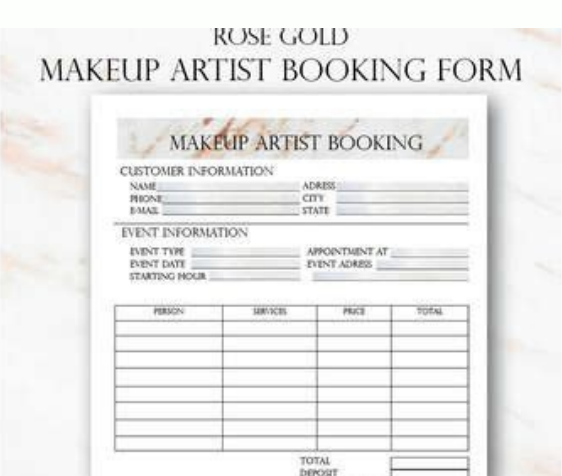 ROSE GOLD
MAKEUP ARTIST BOOKING FORM
MAKEUP ARTIST BOOKING
CUSTOMER INFORMATION
NAME ADRESS
PHONE CITY
E-MAIL STATE
EVENT INFORMATION
EVENT TYPE APPOINTMENT AT
EVENT DATE EVENT ADRESS
STARTING HOUR
PERSON SERVICES PRICE TOTAL
TOTAL
DEPOSIT